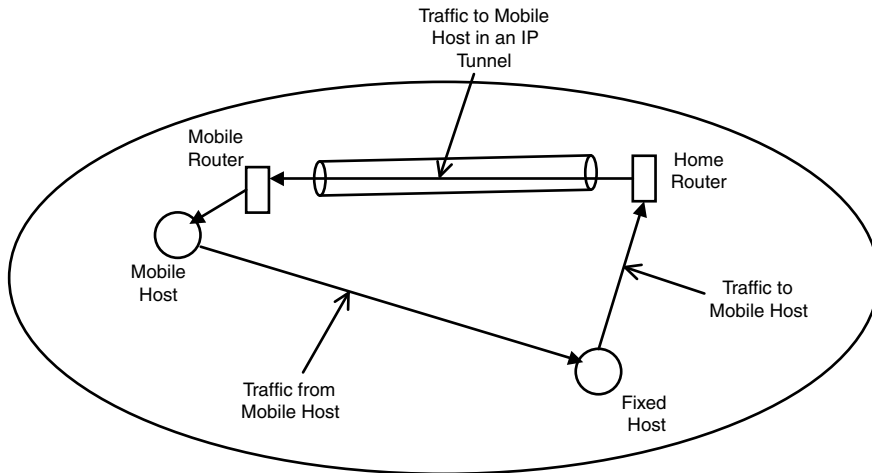 Traffic to Mobile
Host in an IP
Tunnel
Mobile
Router
Home
Router
Mobile
Host
Traffic to
Mobile Host
Traffic from
Mobile Host
Fixed
Host